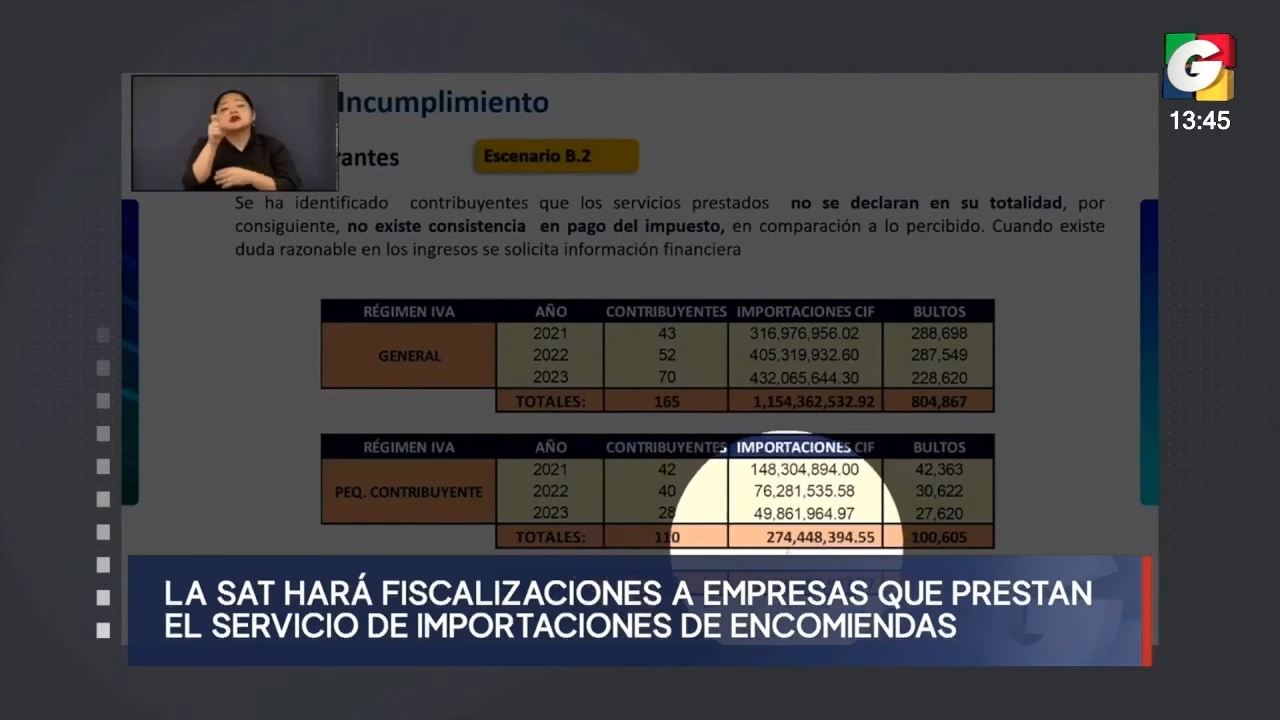 G
13:45
Incumplimiento
rantes
Escenario B.2
Se ha identificado contribuyentes que los servicios prestados no se declaran en su totalidad, por
consiguiente, no existe consistencia en pago del impuesto, en comparación a lo percibido. Cuando existe
duda razonable en los ingresos se solicita información financiera
RÉGIMEN IVA AÑO CONTRIBUYENTES IMPORTACIONES CIF BULTOS
2021 43 316,976,956.02 288,698
GENERAL 2022 52 405,319,932.60 287,549
2023 70 432,065,644.30 228,620
TOTALES: 165 1,154,362,532.92 804,867
RÉGIMEN IVA AÑO CONTRIBUYENTES IMPORTACIONES CIF BULTOS
2021 42 148,304,894.00 42,363
PEQ. CONTRIBUYENTE 2022 40 76,281,535.58 30,622
2023 28 49,861,964.97 27,620
TOTALES: 110 274,448,394.55 100,605
LA SAT HARÁ FISCALIZACIONES A EMPRESAS QUE PRESTAN
EL SERVICIO DE IMPORTACIONES DE ENCOMIENDAS